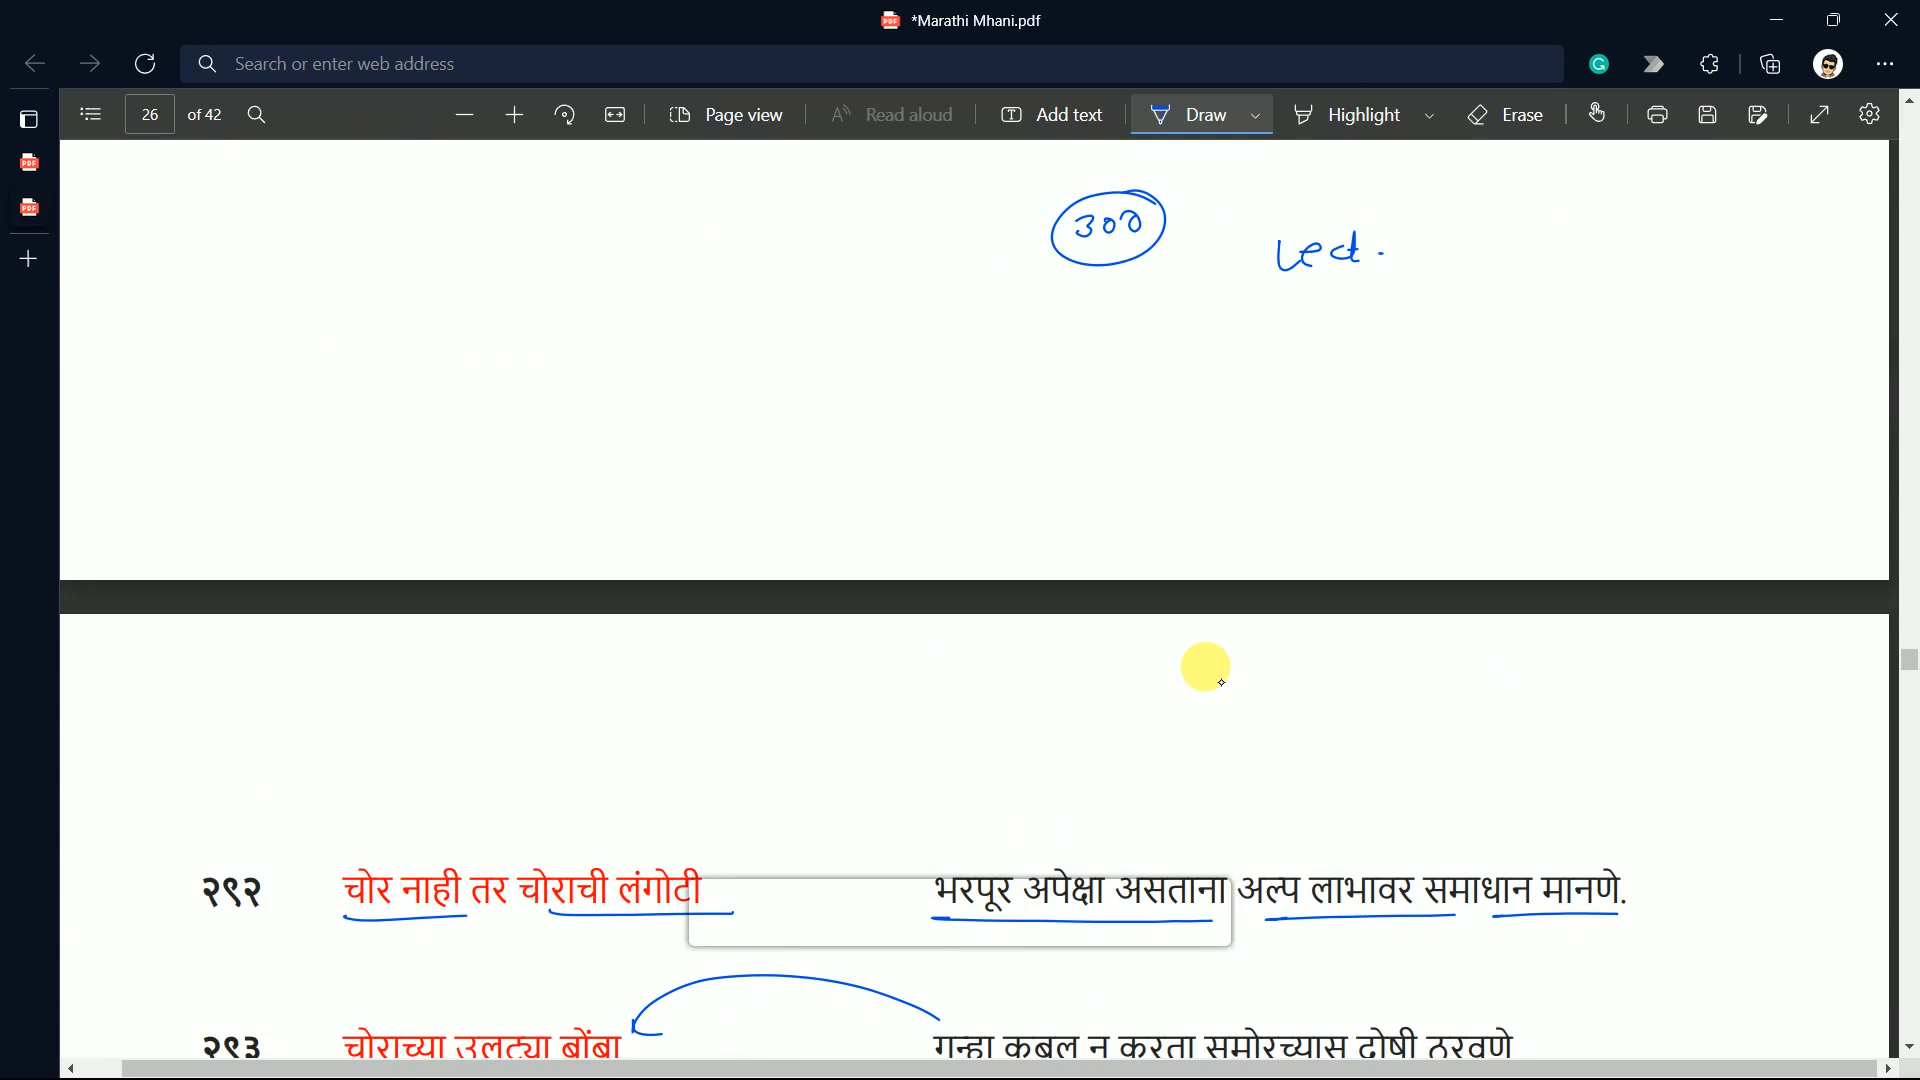 *Marathi Mhani.pdf
Search or enter web address
26 of 42 Page view Read aloud Add text Draw Highlight Erase
300
Lect.
२९२ चोर नाही तर चोराची लंगोटी भरपूर अपेक्षा असताना अल्प लाभावर समाधान मानणे.
२९३ चोराच्या उलट्या बोंबा गुन्हा कबूल न करता समोरच्यास दोषी ठरवणे